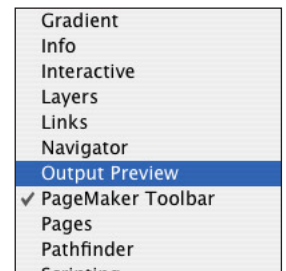 Gradient
Info
Interactive
Layers
Links
Navigator
Output Preview
✓ PageMaker Toolbar
Pages
Pathfinder